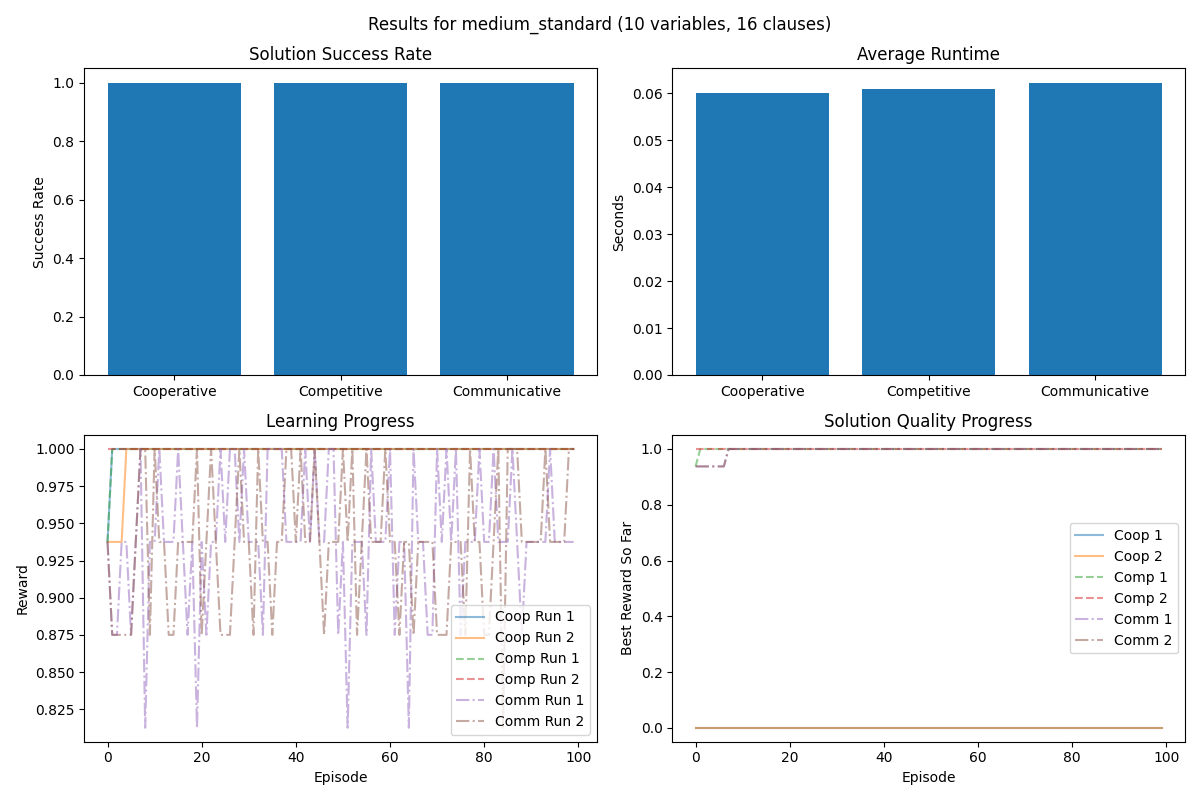 Results for medium_standard (10 variables, 16 clauses)
Solution Success Rate
Success Rate
1.0
0.8
0.6
0.4
0.2
0.0
Cooperative
Competitive
Communicative
Average Runtime
Seconds
0.06
0.05
0.04
0.03
0.02
0.01
0.00
Cooperative
Competitive
Communicative
Learning Progress
Reward
1.000
0.975
0.950
0.925
0.900
0.875
0.850
0.825
0
20
40
60
80
100
Episode
Coop Run 1
Coop Run 2
Comp Run 1
Comp Run 2
Comm Run 1
Comm Run 2
Solution Quality Progress
Best Reward So Far
1.0
0.8
0.6
0.4
0.2
0.0
0
20
40
60
80
100
Episode
Coop 1
Coop 2
Comp 1
Comp 2
Comm 1
Comm 2